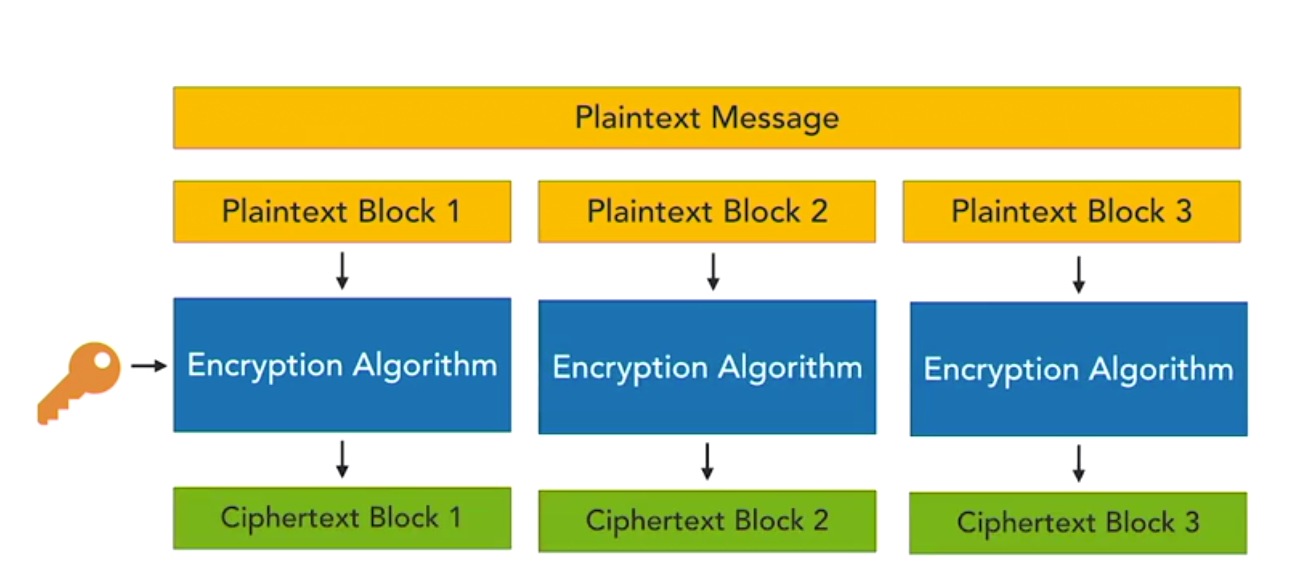 Plaintext Message
Plaintext Block 1
Plaintext Block 2
Plaintext Block 3
Encryption Algorithm
Encryption Algorithm
Encryption Algorithm
Ciphertext Block 1
Ciphertext Block 2
Ciphertext Block 3